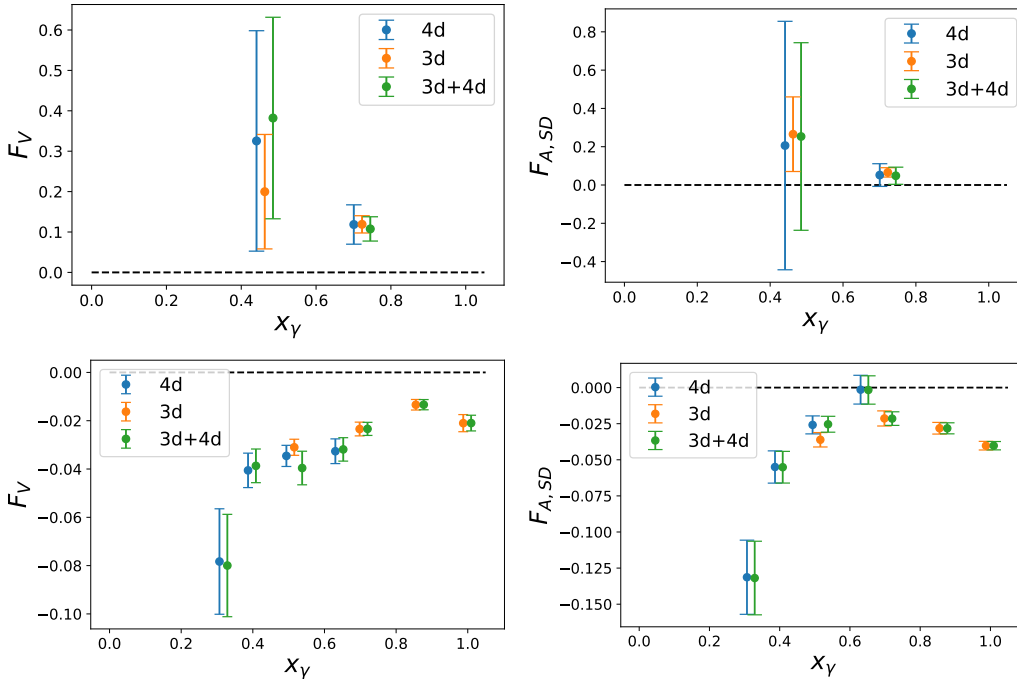 0.6
0.5
0.4
0.3
0.2
0.1
0.0
F_V
4d
3d
3d+4d
0.0 0.2 0.4 0.6 0.8 1.0
x_γ
0.8
0.6
0.4
0.2
0.0
−0.2
−0.4
F_{A,SD}
4d
3d
3d+4d
0.0 0.2 0.4 0.6 0.8 1.0
x_γ
0.00
−0.02
−0.04
−0.06
−0.08
−0.10
F_V
4d
3d
3d+4d
0.0 0.2 0.4 0.6 0.8 1.0
x_γ
0.000
−0.025
−0.050
−0.075
−0.100
−0.125
−0.150
F_{A,SD}
4d
3d
3d+4d
0.0 0.2 0.4 0.6 0.8 1.0
x_γ